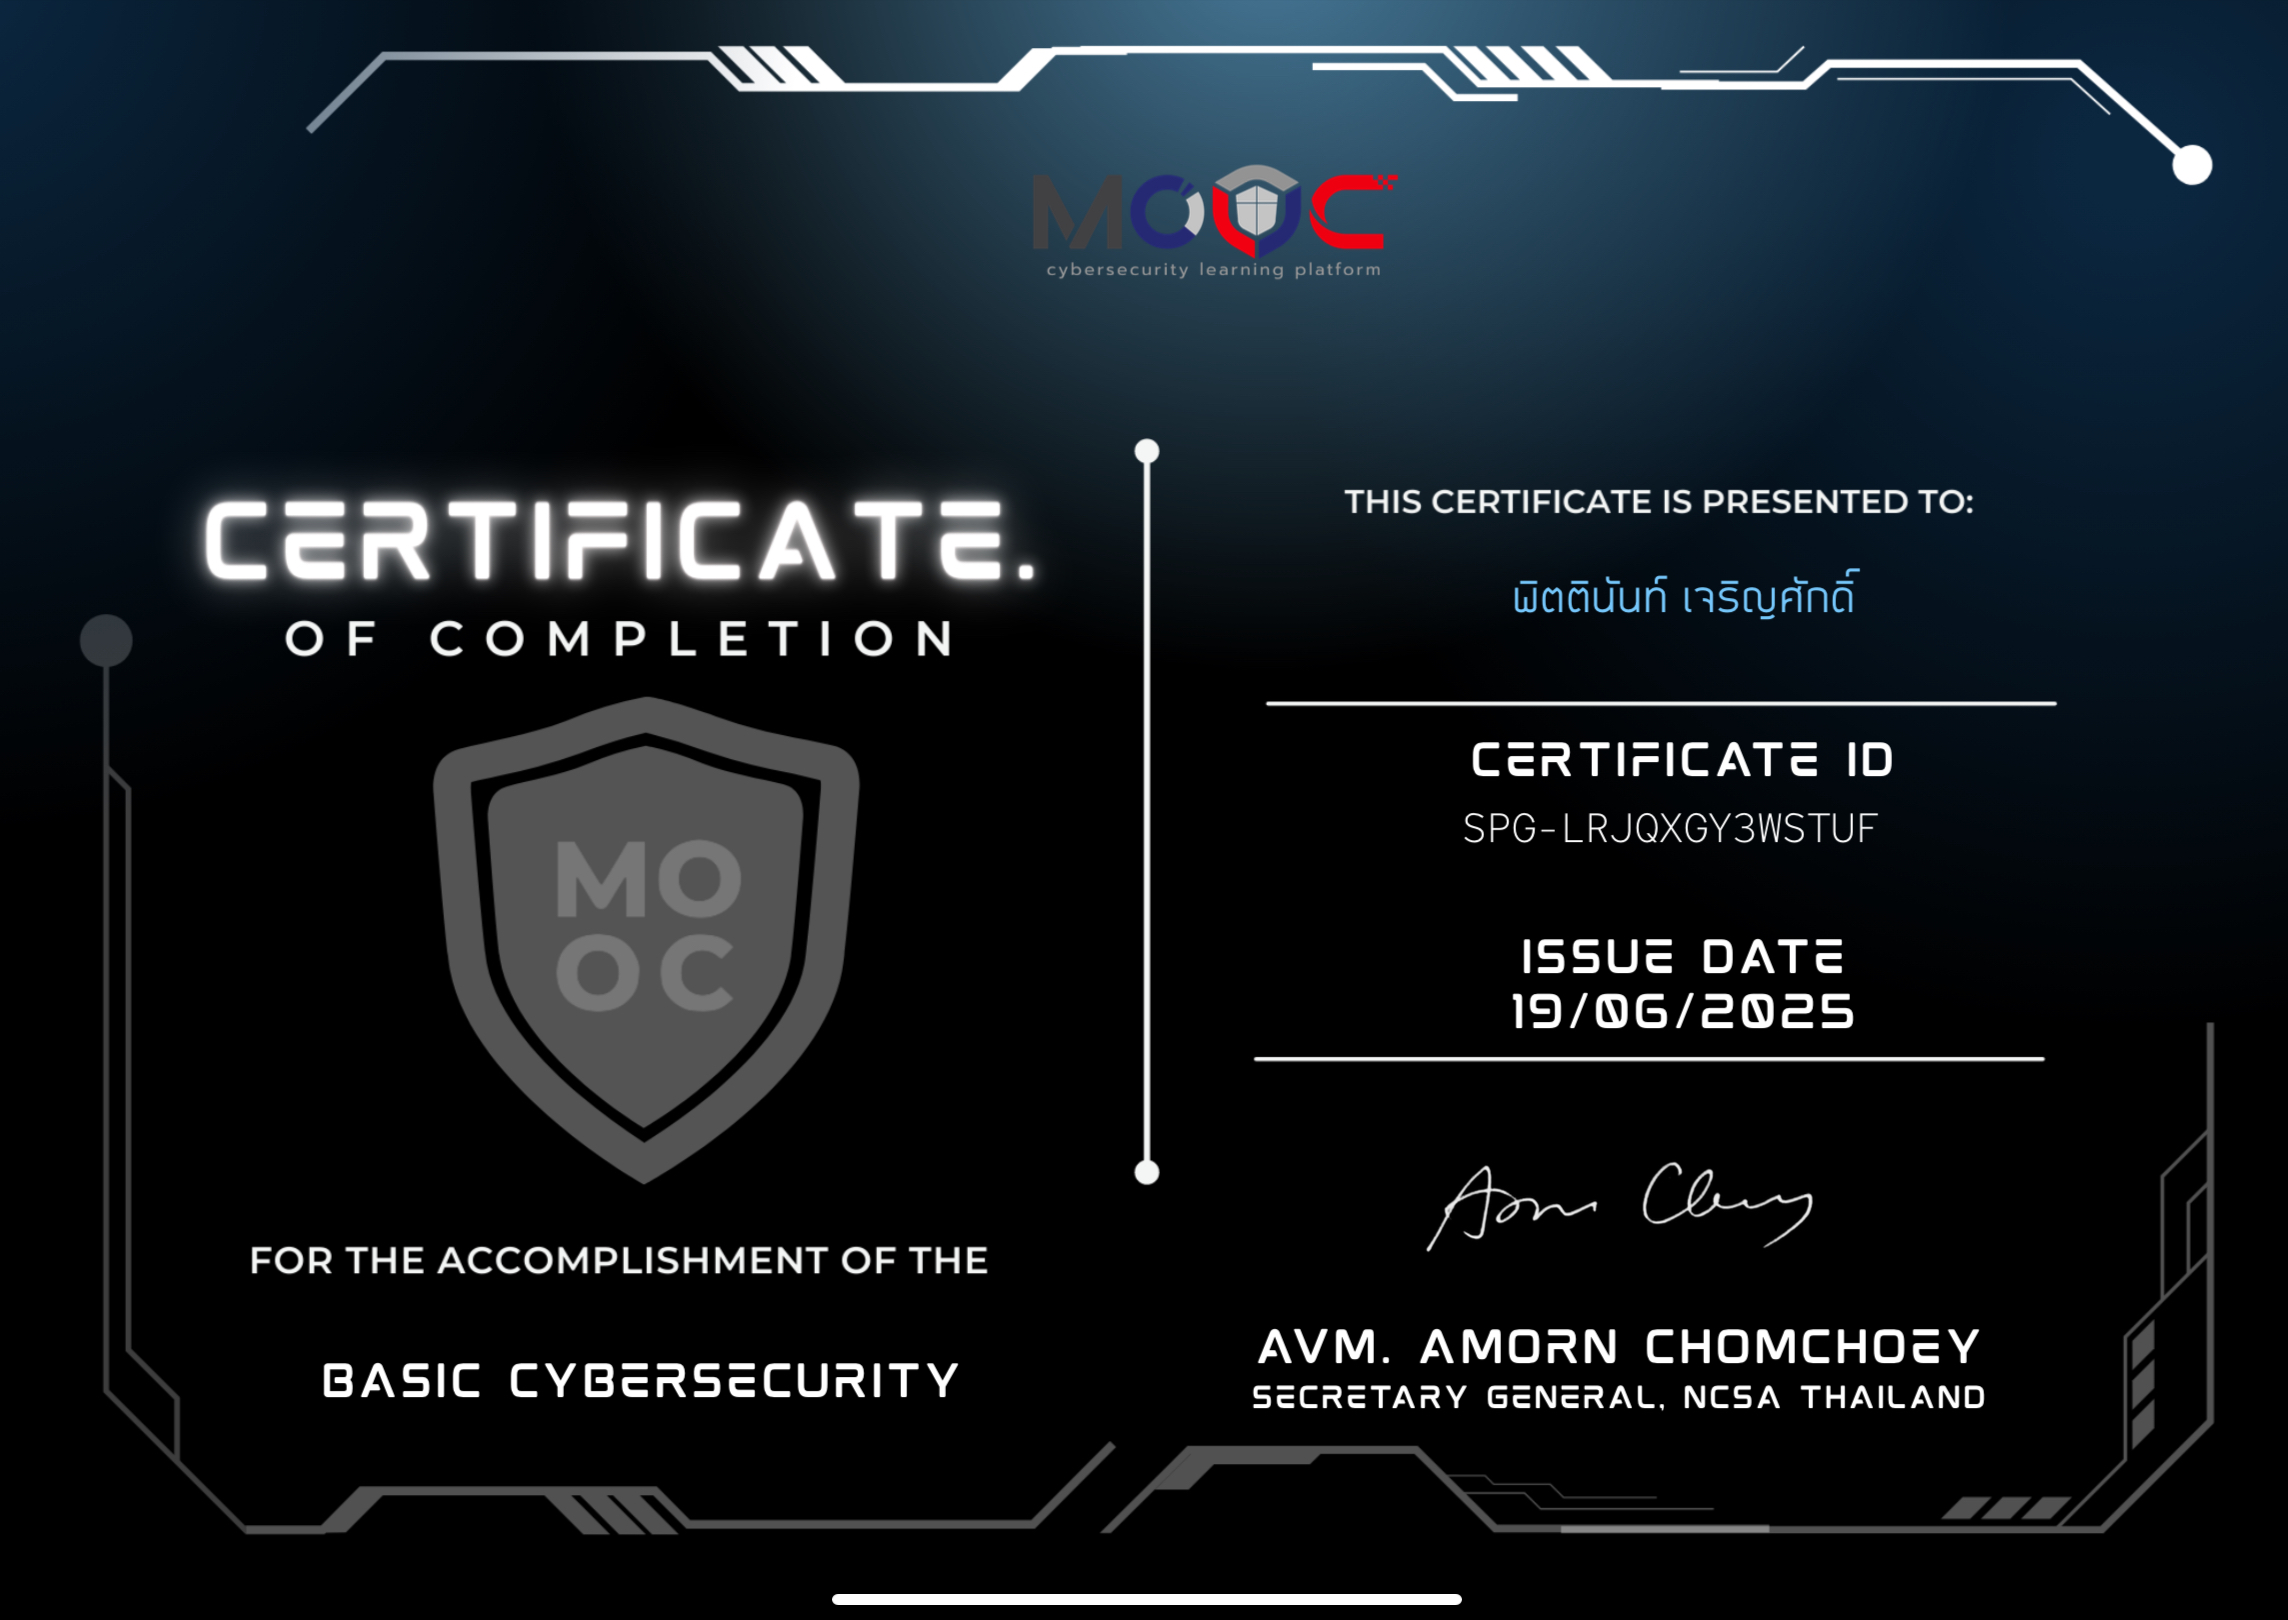 MOOC
cybersecurity learning platform
CERTIFICATE.
OF COMPLETION
MO
OC
FOR THE ACCOMPLISHMENT OF THE
BASIC CYBERSECURITY
THIS CERTIFICATE IS PRESENTED TO:
พิตตินันท์ เจริญศักดิ์
CERTIFICATE ID
SPG-LRJQXGY3WSTUF
ISSUE DATE
19/06/2025
AVM. AMORN CHOMCHOEY
SECRETARY GENERAL, NCSA THAILAND